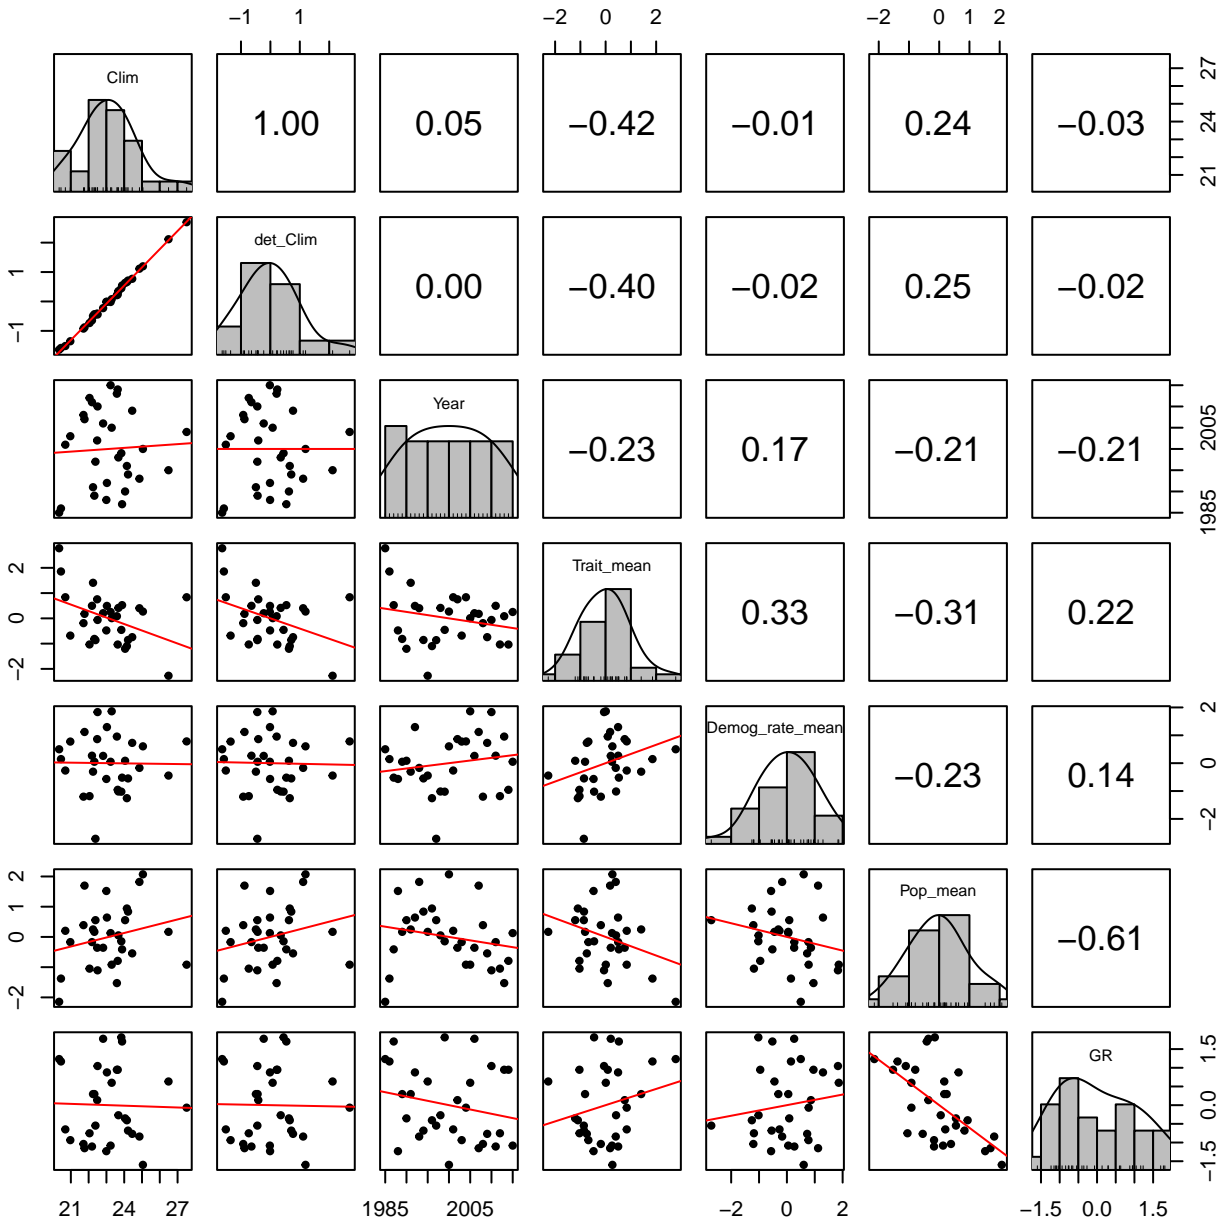 −1 1 −2 0 2 −2 0 2
Clim 1.00 0.05 −0.42 −0.01 0.24 −0.03 21 24 27
−1 1 det_Clim 0.00 −0.40 −0.02 0.25 −0.02
Year −0.23 0.17 −0.21 −0.21 1985 2005
−2 0 2 Trait_mean 0.33 −0.31 0.22
Demog_rate_mean −0.23 0.14 −2 0 2
−2 0 1 2 Pop_mean −0.61
GR −1.5 0.0 1.5
21 24 27 1985 2005 −2 0 2 −1.5 0.0 1.5